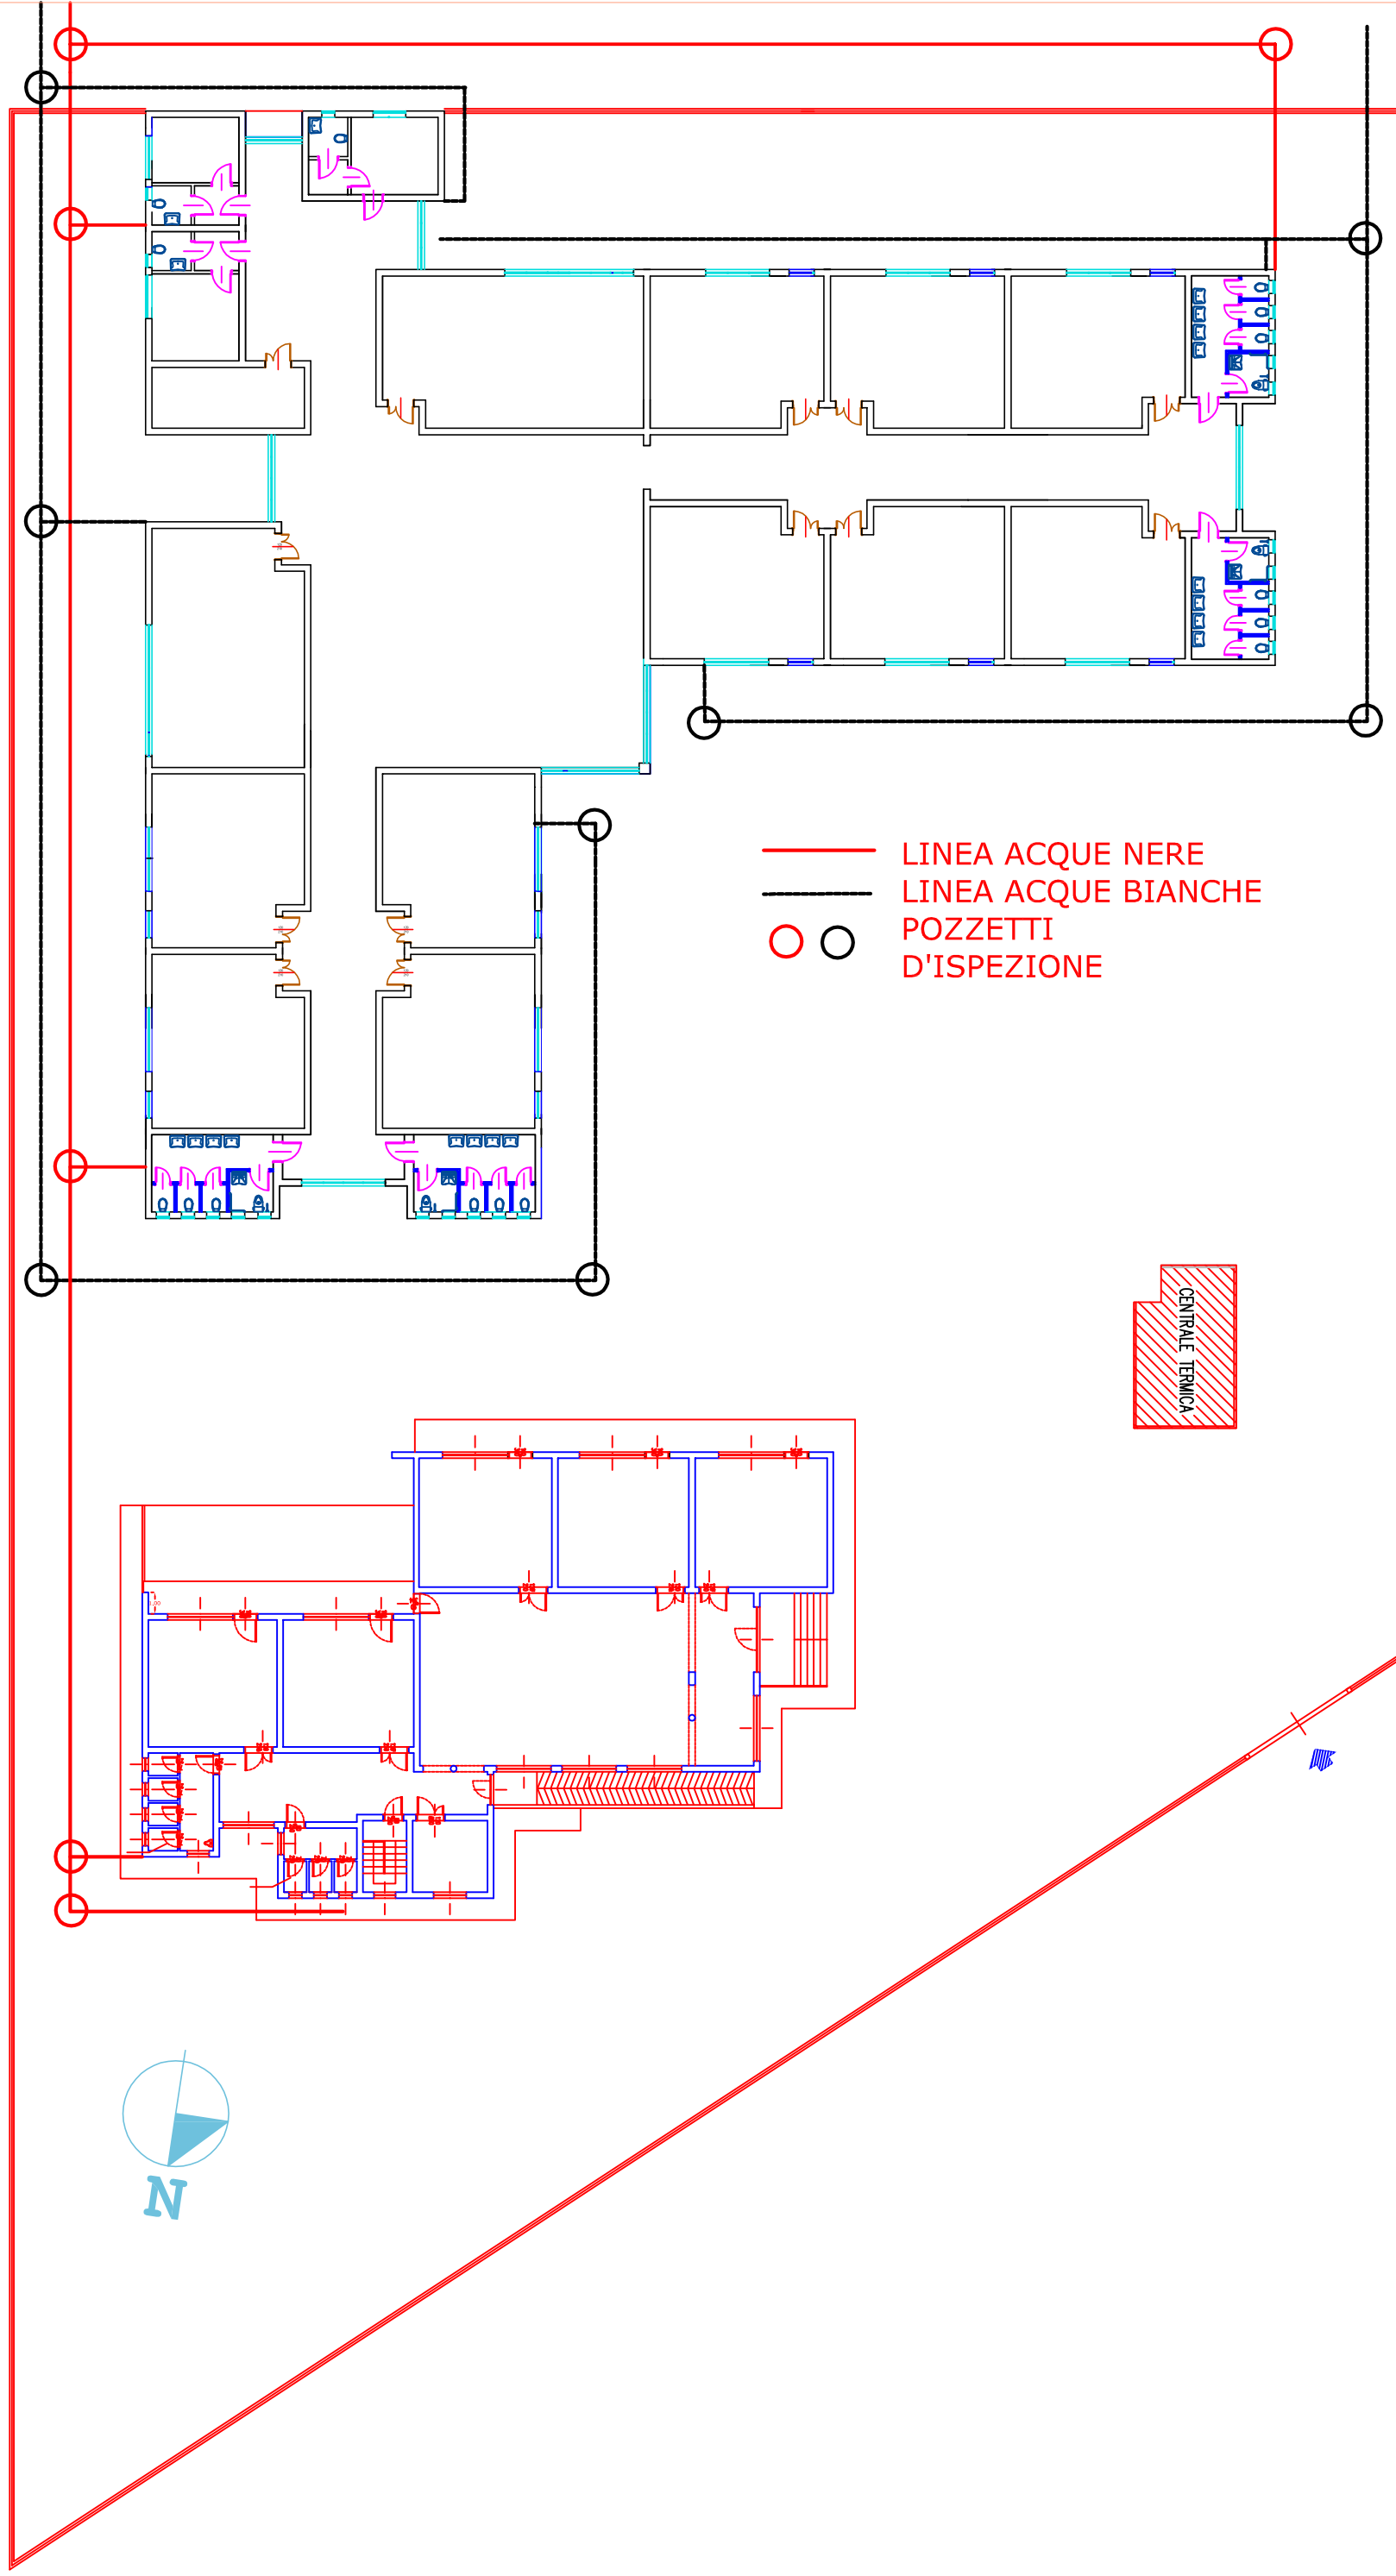 LINEA ACQUE NERE
LINEA ACQUE BIANCHE
POZZETTI
D'ISPEZIONE
CENTRALE TERMICA
N